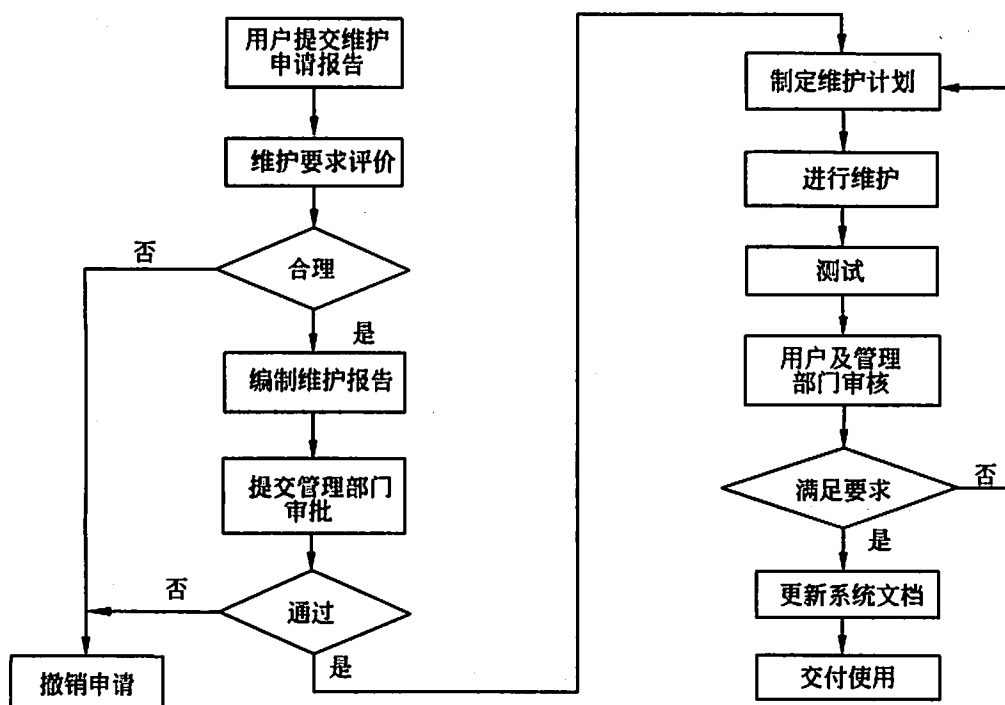 用户提交维护
申请报告
维护要求评价
否
合理
是
编制维护报告
提交管理部门
审批
否
通过
是
撤销申请
制定维护计划
进行维护
测试
用户及管理
部门审核
满足要求
否
是
更新系统文档
交付使用